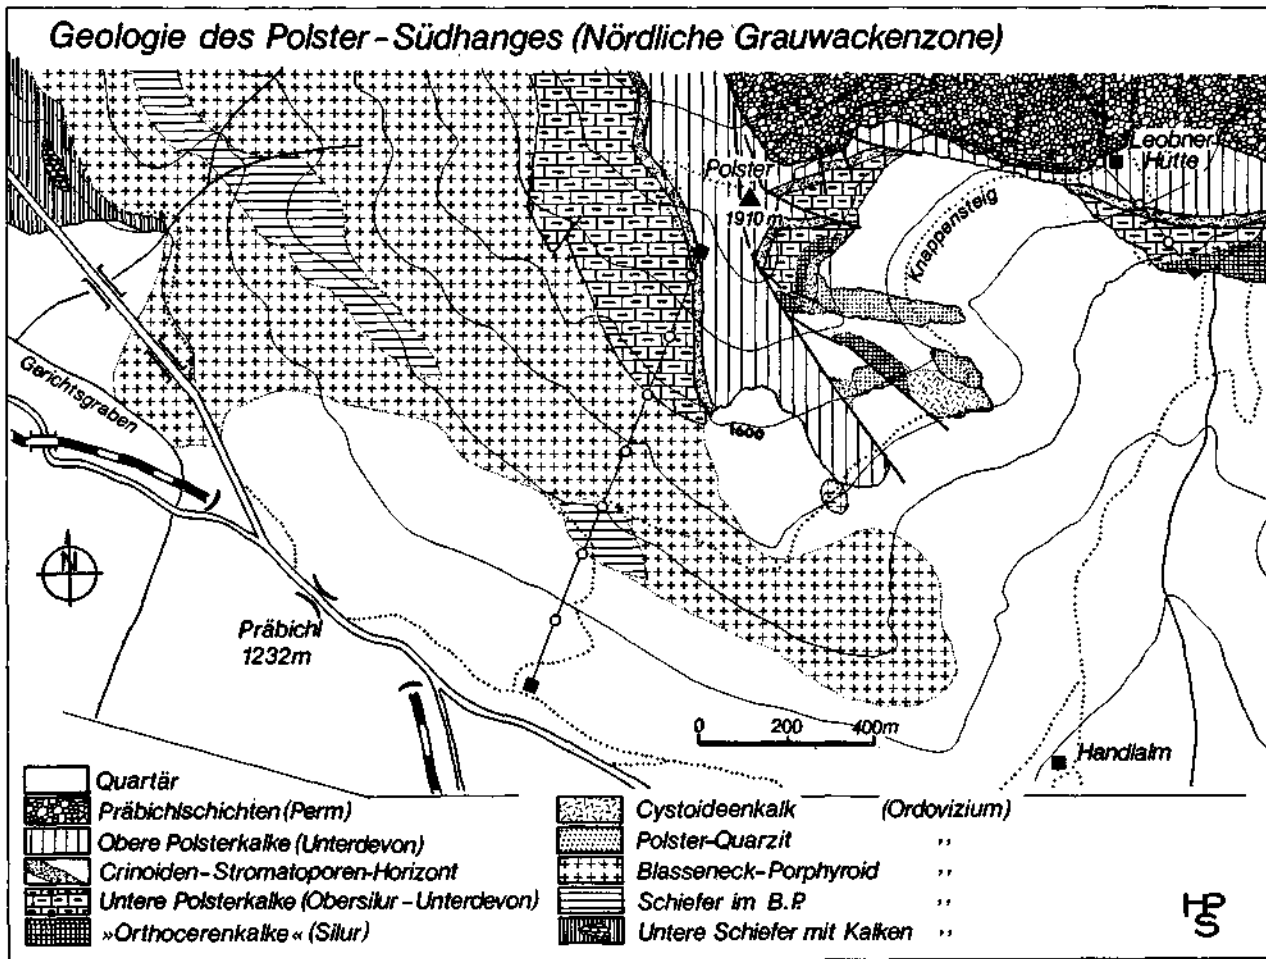 Geologie des Polster-Südhanges (Nördliche Grauwackenzone)
Leobner-
Hütte
Polster
1910 m
Knappensteig
Gerichtsgraben
1600
N
Präbichl
1232m
0 200 400m
Handlalm
Quartär
Präbichlschichten (Perm)
Obere Polsterkalke (Unterdevon)
Crinoiden-Stromatoporen-Horizont
Untere Polsterkalke (Obersilur-Unterdevon)
»Orthocerenkalke« (Silur)
Cystoideenkalk (Ordovizium)
Polster-Quarzit ,,
Blasseneck-Porphyroid ,,
Schiefer im B.P. ,,
Untere Schiefer mit Kalken ,,
HPS